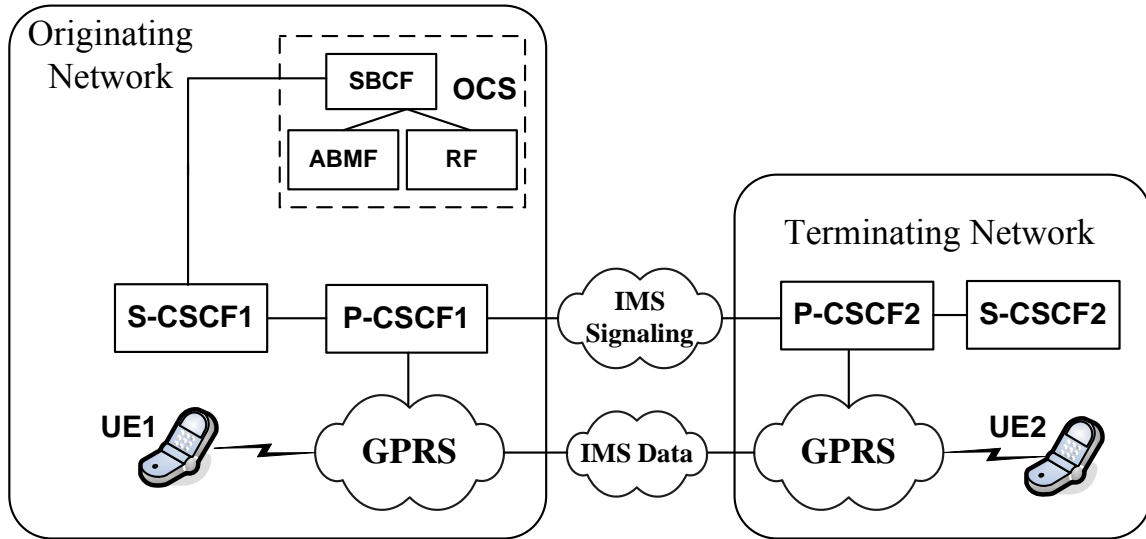 Originating
Network
SBCF
OCS
ABMF
RF
Terminating Network
S-CSCF1
P-CSCF1
IMS
Signaling
P-CSCF2
S-CSCF2
UE1
GPRS
IMS Data
GPRS
UE2